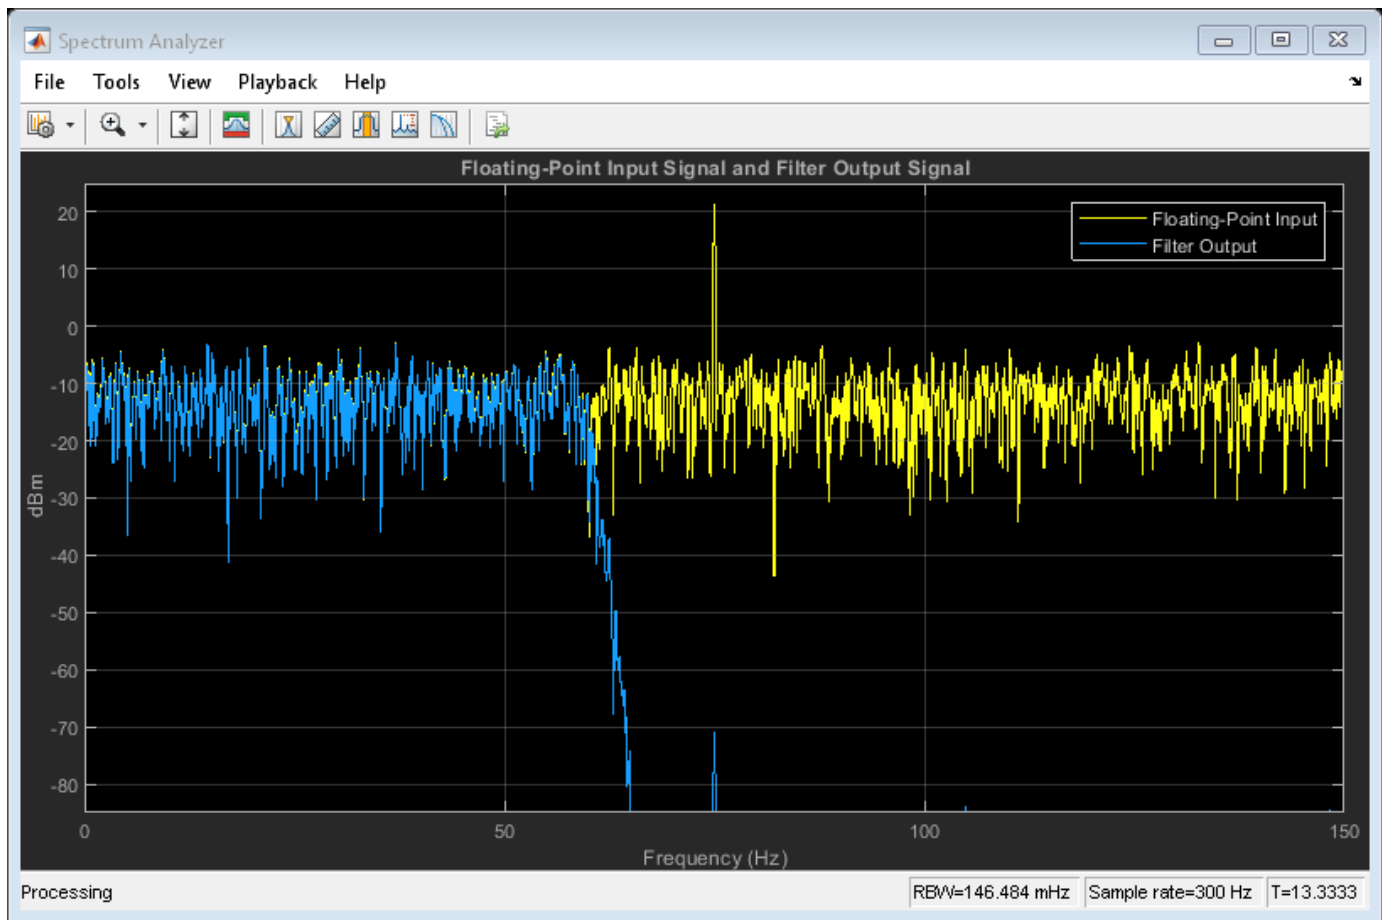 Spectrum Analyzer
File Tools View Playback Help
Floating-Point Input Signal and Filter Output Signal
Floating-Point Input
Filter Output
20
10
0
-10
-20
-30
-40
-50
-60
-70
-80
dBm
0 50 100 150
Frequency (Hz)
Processing RBW=146.484 mHz Sample rate=300 Hz T=13.3333